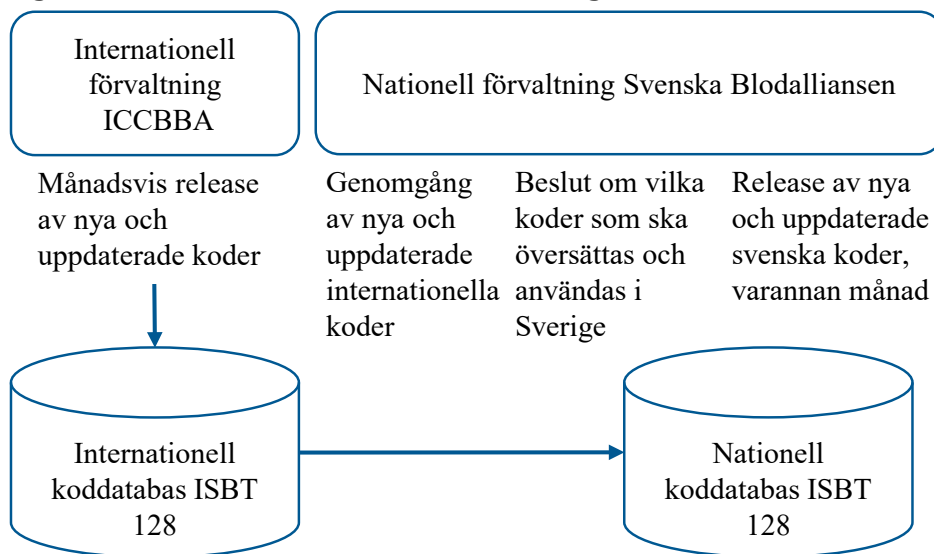 Internationell
förvaltning
ICCBBA
Nationell förvaltning Svenska Blodalliansen
Månadsvis release
av nya och
uppdaterade koder
Genomgång
av nya och
uppdaterade
internationella
koder
Beslut om vilka
koder som ska
översättas och
användas i
Sverige
Release av nya
och uppdaterade
svenska koder,
varannan månad
Internationell
koddatabas ISBT
128
Nationell
koddatabas ISBT
128